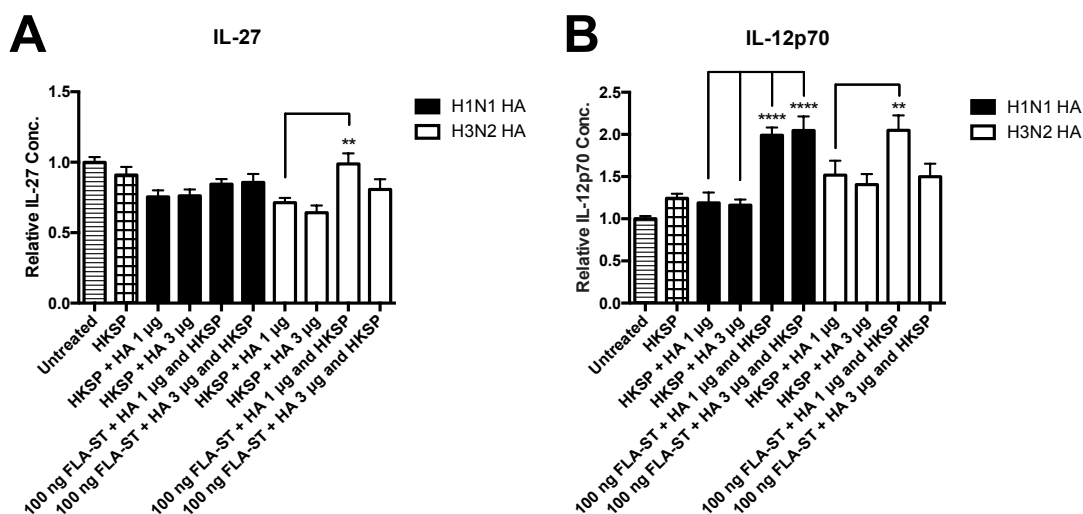 A
IL-27
Relative IL-27 Conc.
1.5
1.0
0.5
0.0
**
H1N1 HA
H3N2 HA
Untreated
HKSP
HKSP + HA 1 µg
HKSP + HA 3 µg
100 ng FLA-ST + HA 1 µg and HKSP
100 ng FLA-ST + HA 3 µg and HKSP
HKSP + HA 1 µg
HKSP + HA 3 µg
100 ng FLA-ST + HA 1 µg and HKSP
100 ng FLA-ST + HA 3 µg and HKSP
B
IL-12p70
Relative IL-12p70 Conc.
2.5
2.0
1.5
1.0
0.5
0.0
****
****
**
H1N1 HA
H3N2 HA
Untreated
HKSP
HKSP + HA 1 µg
HKSP + HA 3 µg
100 ng FLA-ST + HA 1 µg and HKSP
100 ng FLA-ST + HA 3 µg and HKSP
HKSP + HA 1 µg
HKSP + HA 3 µg
100 ng FLA-ST + HA 1 µg and HKSP
100 ng FLA-ST + HA 3 µg and HKSP